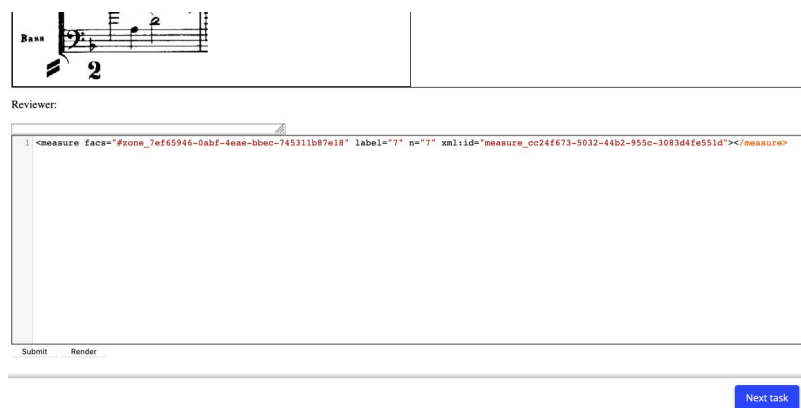 Bass
2
Reviewer:
1 <measure facs="#zone_7ef65946-0abf-4eae-bbec-745311b87e18" label="7" n="7" xml:id="measure_cc24f673-5032-44b2-955c-3083d4fe551d"></measure>
Submit Render
Next task